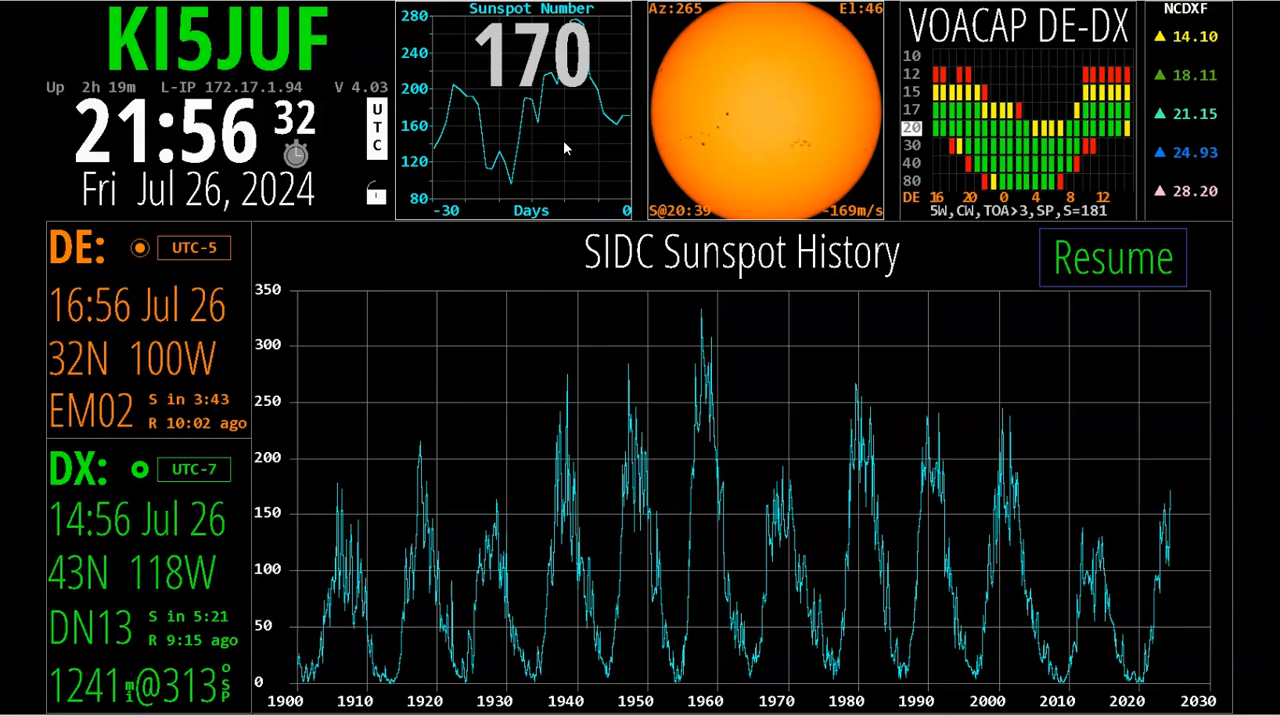 KI5JUF
Up 2h 19m L-IP 172.17.1.94 V 4.03
21:56 32
UTC
Fri Jul 26, 2024
Sunspot Number
170
280
240
200
160
120
80
-30 Days 0
Az:265 El:46
S@20:39 -169m/s
VOACAP DE-DX
10
12
15
17
20
30
40
80
DE 16 20 0 4 8 12
5W,CW,TOA>3,SP,S=181
NCDXF
14.10
18.11
21.15
24.93
28.20
DE: UTC-5
16:56 Jul 26
32N 100W
EM02 S in 3:43
R 10:02 ago
DX: UTC-7
14:56 Jul 26
43N 118W
DN13 S in 5:21
R 9:15 ago
1241mi@313° SP
SIDC Sunspot History
Resume
350
300
250
200
150
100
50
0
1900 1910 1920 1930 1940 1950 1960 1970 1980 1990 2000 2010 2020 2030